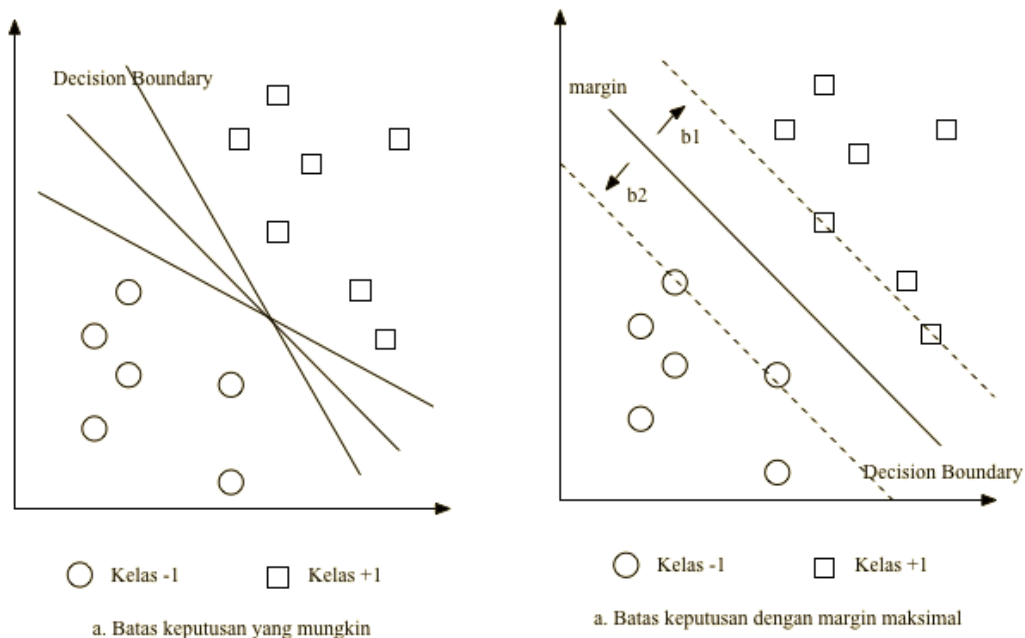 Decision Boundary
Kelas -1
Kelas +1
a. Batas keputusan yang mungkin
margin
b1
b2
Decision Boundary
Kelas -1
Kelas +1
a. Batas keputusan dengan margin maksimal